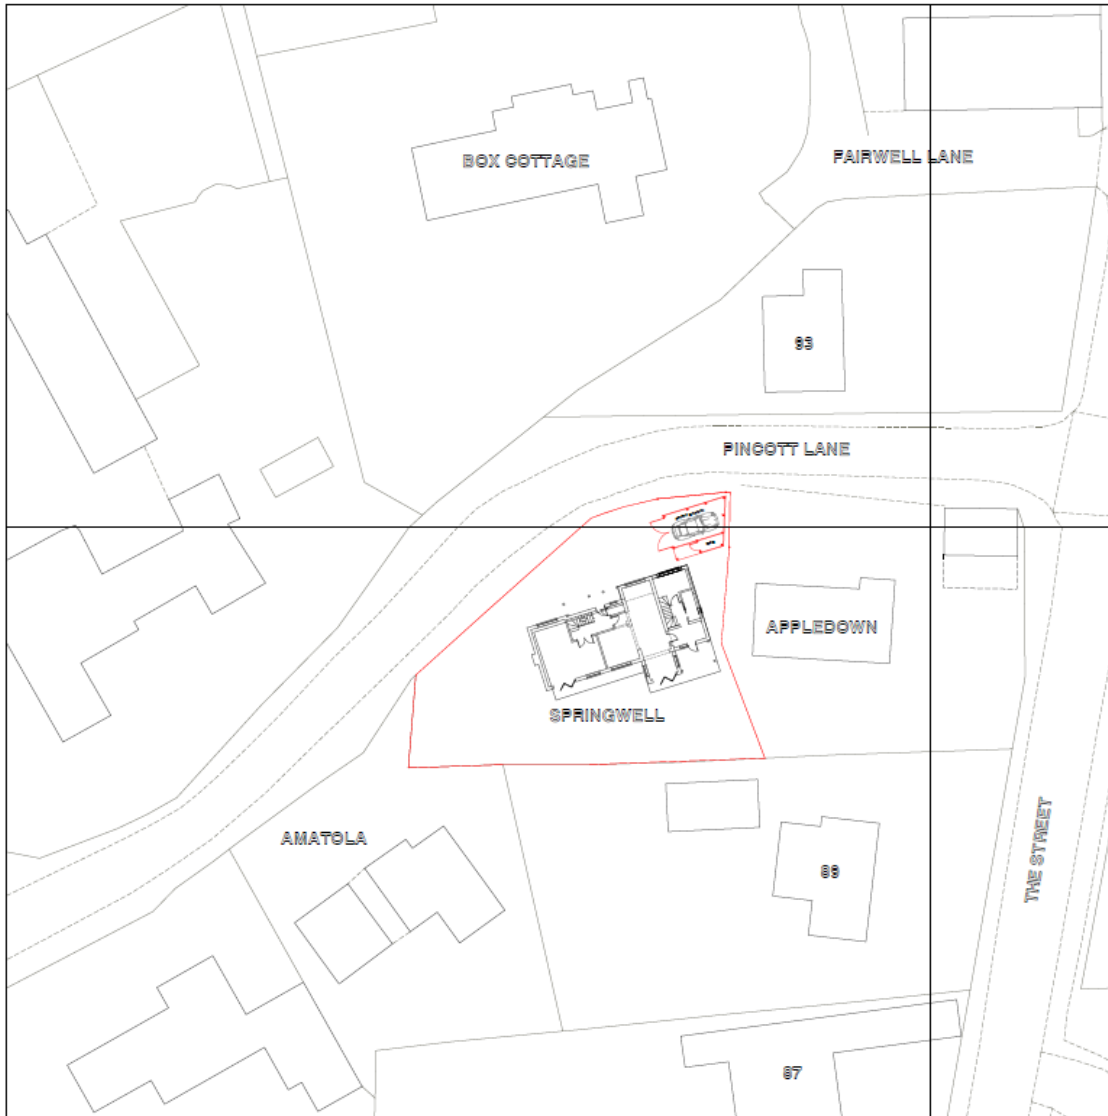 BOX COTTAGE
FAIRWELL LANE
93
PINCOTT LANE
APPLEDOWN
SPRINGWELL
AMATOLA
THE STREET
89
87